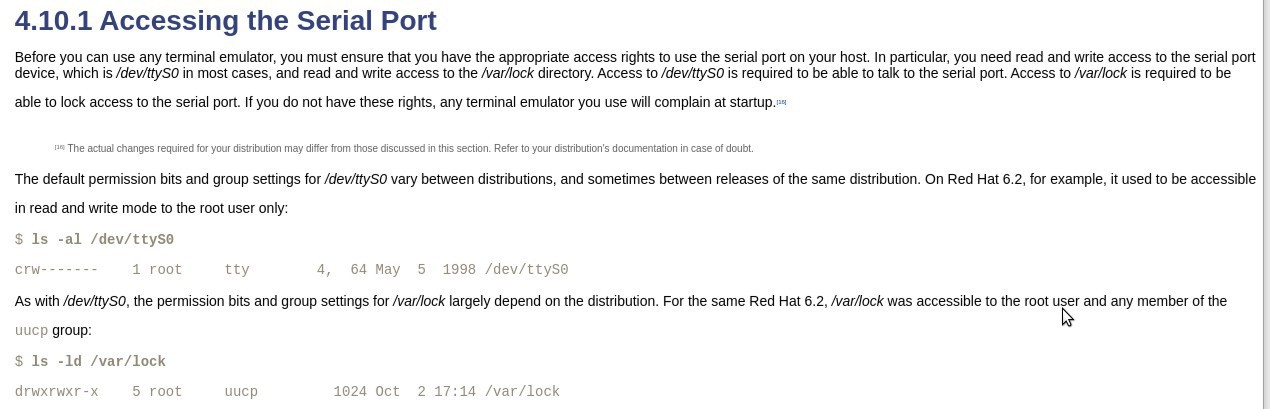 4.10.1 Accessing the Serial Port
Before you can use any terminal emulator, you must ensure that you have the appropriate access rights to use the serial port on your host. In particular, you need read and write access to the serial port
device, which is /dev/ttyS0 in most cases, and read and write access to the /var/lock directory. Access to /dev/ttyS0 is required to be able to talk to the serial port. Access to /var/lock is required to be
able to lock access to the serial port. If you do not have these rights, any terminal emulator you use will complain at startup.[16]
[16] The actual changes required for your distribution may differ from those discussed in this section. Refer to your distribution's documentation in case of doubt.
The default permission bits and group settings for /dev/ttyS0 vary between distributions, and sometimes between releases of the same distribution. On Red Hat 6.2, for example, it used to be accessible
in read and write mode to the root user only:
$ ls -al /dev/ttyS0
crw-------    1 root     tty        4,  64 May  5  1998 /dev/ttyS0
As with /dev/ttyS0, the permission bits and group settings for /var/lock largely depend on the distribution. For the same Red Hat 6.2, /var/lock was accessible to the root user and any member of the
uucp group:
$ ls -ld /var/lock
drwxrwxr-x    5 root     uucp         1024 Oct  2 17:14 /var/lock